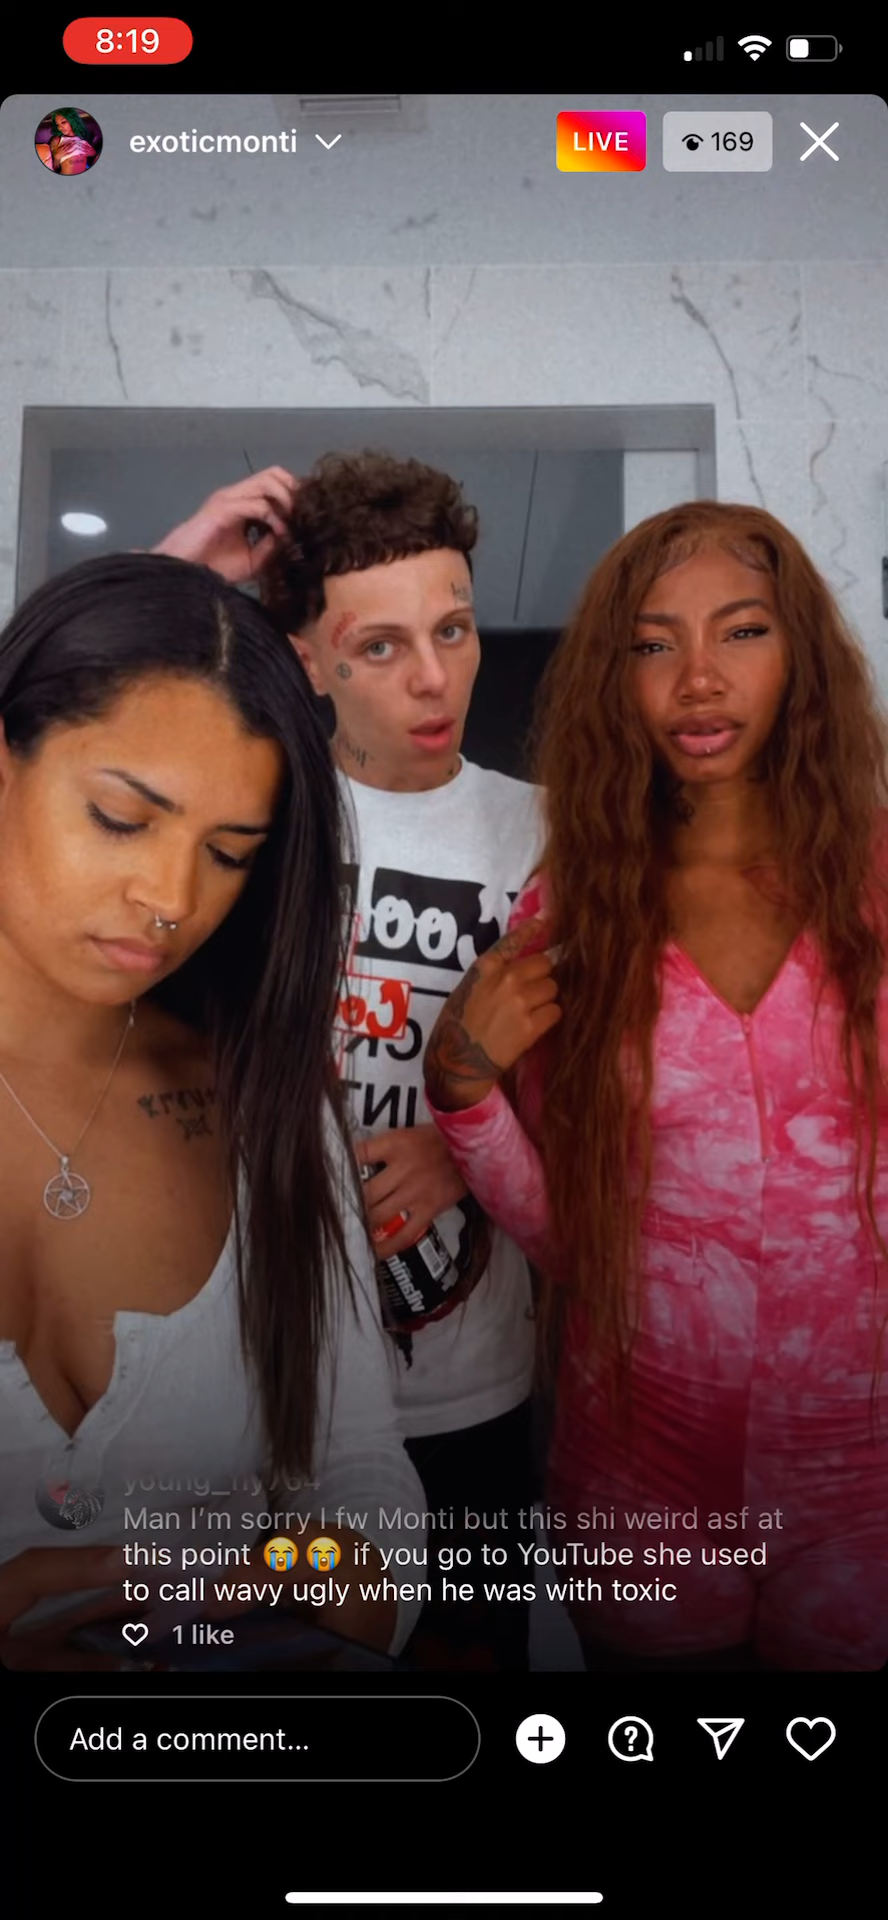 8:19
exoticmonti
LIVE
169
Man I'm sorry I fw Monti but this shi weird asf at
this point 😭😭 if you go to YouTube she used
to call wavy ugly when he was with toxic
1 like
Add a comment...